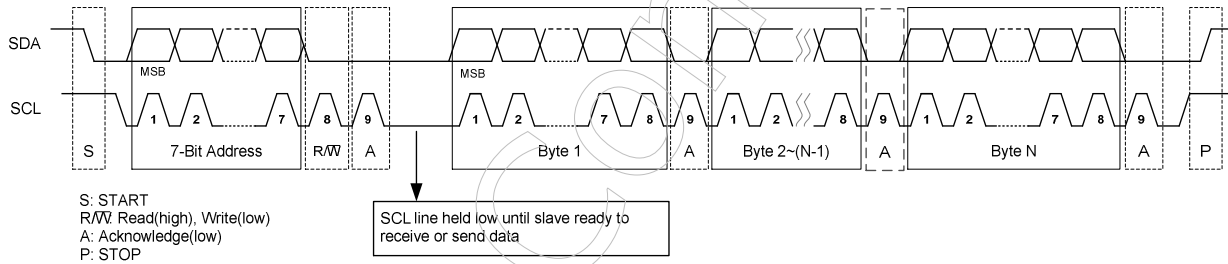 SDA
MSB
MSB
SCL
1 2 7 8 9 1 2 7 8 9 1 2 8 9 1 2 7 8 9
S 7-Bit Address R/W A Byte 1 A Byte 2~(N-1) A Byte N A P
S: START
R/W: Read(high), Write(low)
A: Acknowledge(low)
P: STOP
SCL line held low until slave ready to
receive or send data